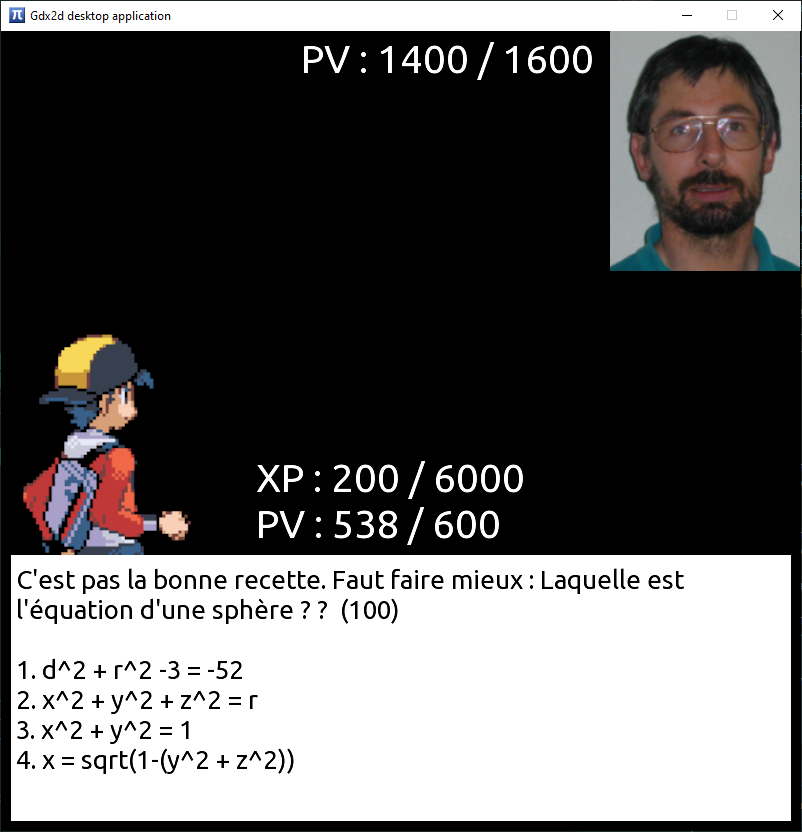 Gdx2d desktop application
PV : 1400 / 1600
XP : 200 / 6000
PV : 538 / 600
C'est pas la bonne recette. Faut faire mieux : Laquelle est
l'équation d'une sphère ? ?  (100)
1. d^2 + r^2 -3 = -52
2. x^2 + y^2 + z^2 = r
3. x^2 + y^2 = 1
4. x = sqrt(1-(y^2 + z^2))